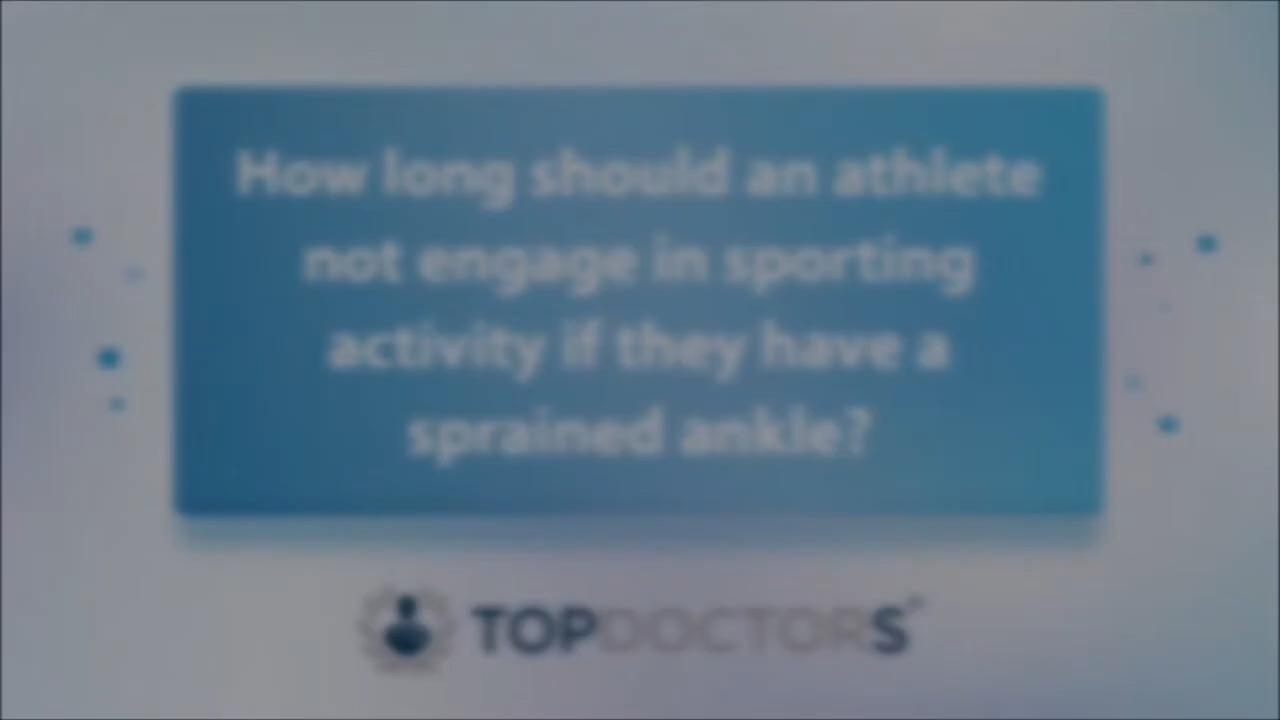 How long should an athlete
not engage in sporting
activity if they have a
sprained ankle?
TOPDOCTORS